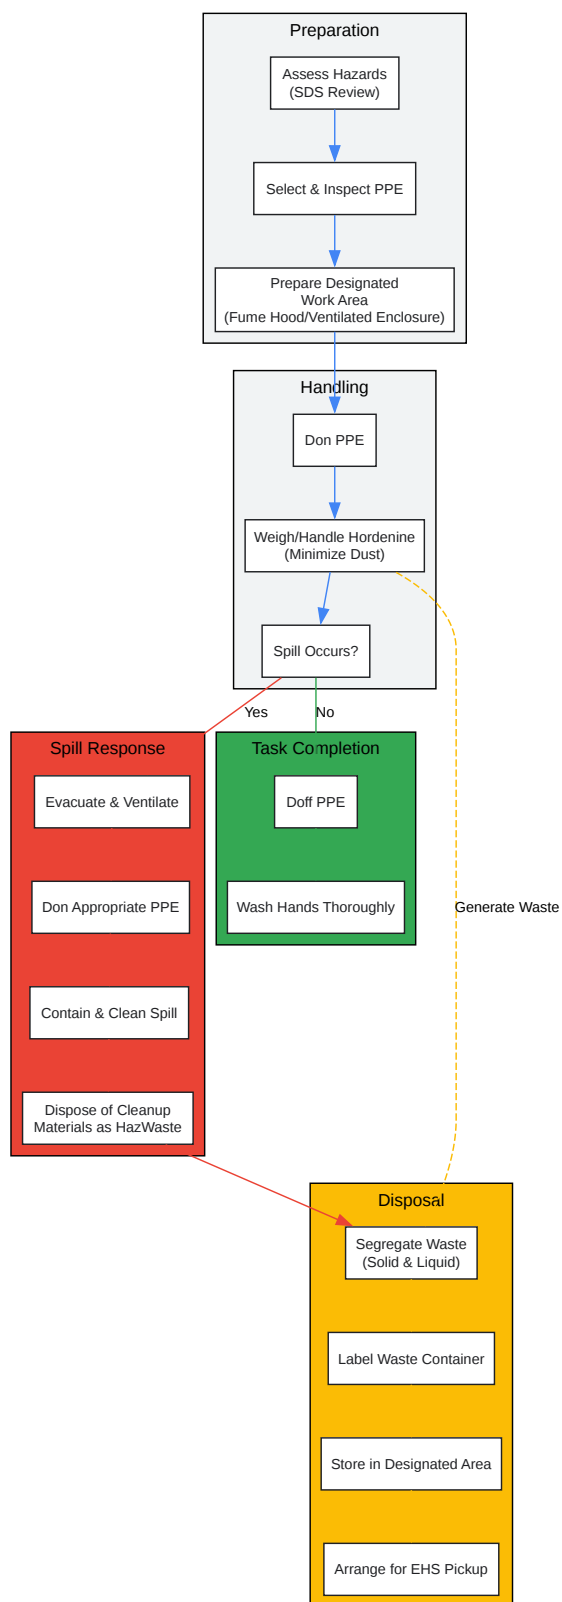 Preparation
Assess Hazards
(SDS Review)
Select & Inspect PPE
Prepare Designated
Work Area
(Fume Hood/Ventilated Enclosure)
Handling
Don PPE
Weigh/Handle Hordenine
(Minimize Dust)
Spill Occurs?
Yes
No
Spill Response
Evacuate & Ventilate
Don Appropriate PPE
Contain & Clean Spill
Dispose of Cleanup
Materials as HazWaste
Task Completion
Doff PPE
Wash Hands Thoroughly
Generate Waste
Disposal
Segregate Waste
(Solid & Liquid)
Label Waste Container
Store in Designated Area
Arrange for EHS Pickup